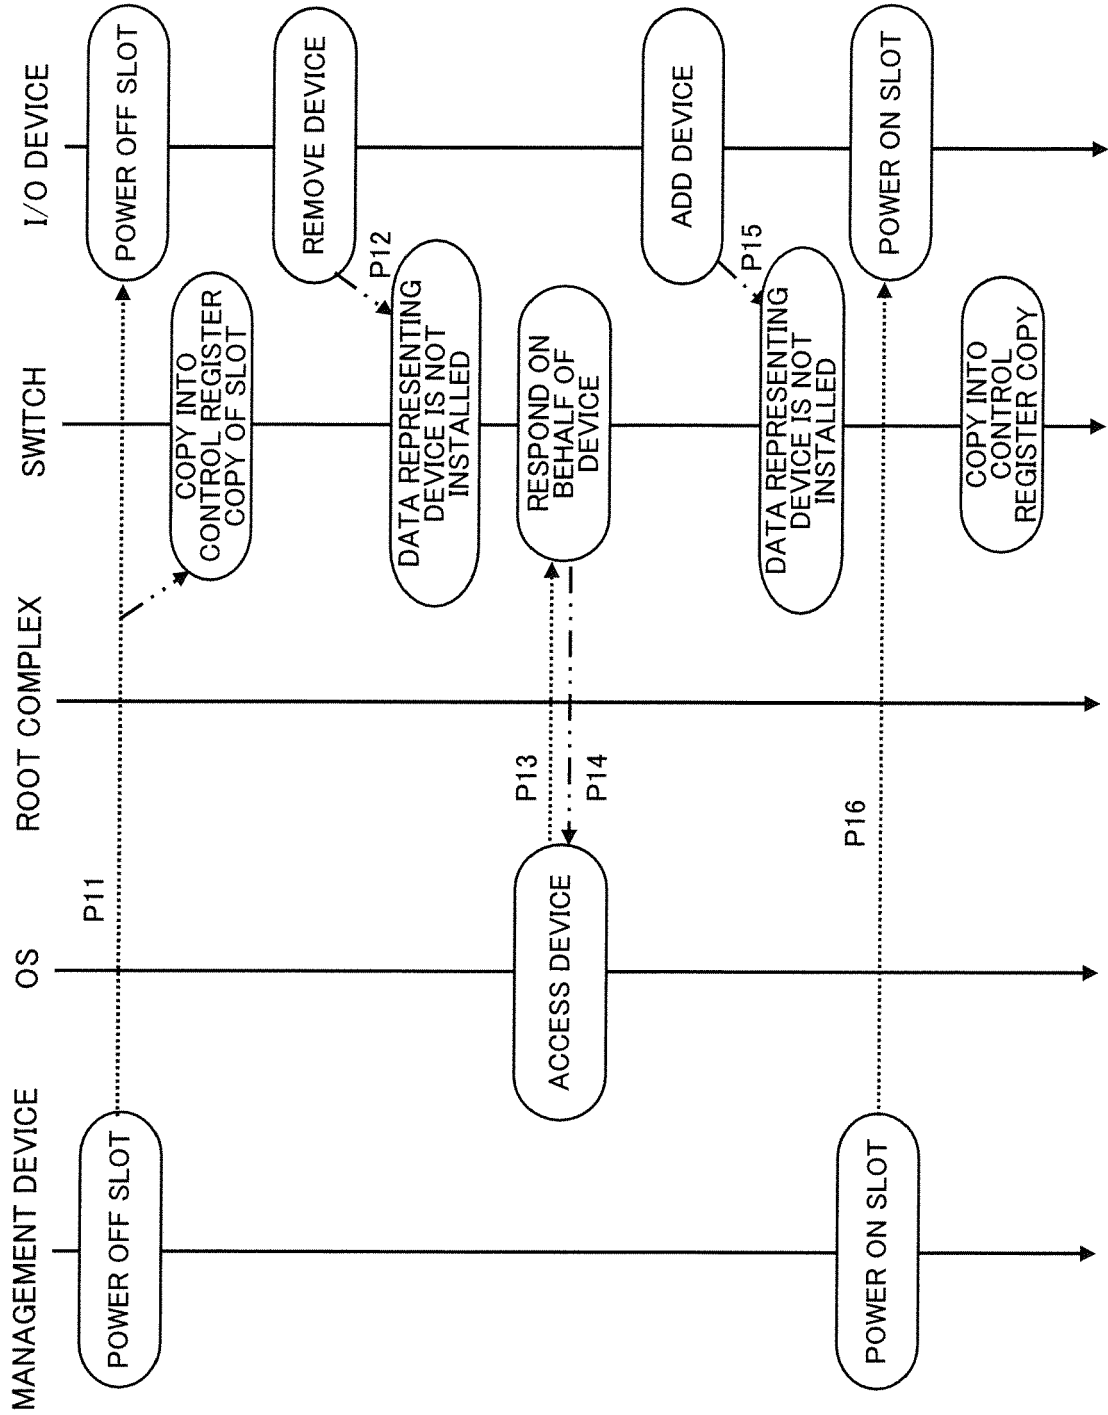 MANAGEMENT DEVICE
OS
ROOT COMPLEX
SWITCH
I/O DEVICE
POWER OFF SLOT
P11
POWER OFF SLOT
COPY INTO
CONTROL REGISTER
COPY OF SLOT
REMOVE DEVICE
P12
DATA REPRESENTING
DEVICE IS NOT
INSTALLED
ACCESS DEVICE
P13
P14
RESPOND ON
BEHALF OF
DEVICE
ADD DEVICE
P15
DATA REPRESENTING
DEVICE IS NOT
INSTALLED
POWER ON SLOT
P16
POWER ON SLOT
COPY INTO
CONTROL
REGISTER COPY